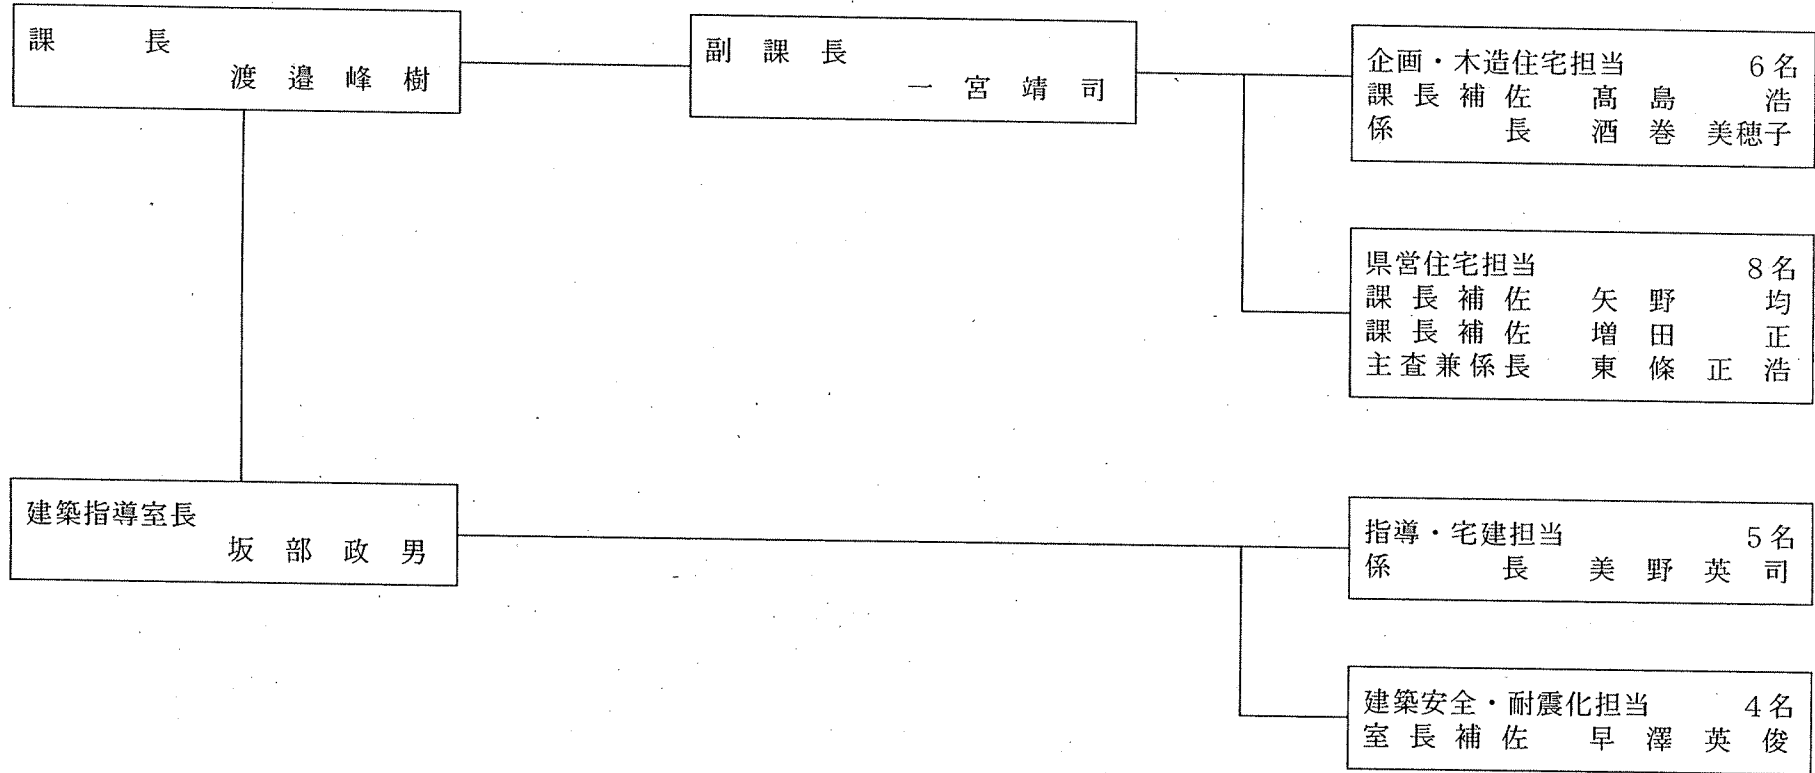 課長
渡邉峰樹
副課長
一宮靖司
企画・木造住宅担当 6名
課長補佐 髙島 浩
係長 酒巻 美穂子
県営住宅担当 8名
課長補佐 矢野 均
課長補佐 増田 正
主査兼係長 東條正浩
建築指導室長
坂部政男
指導・宅建担当 5名
係長 美野英司
建築安全・耐震化担当 4名
室長補佐 早澤英俊